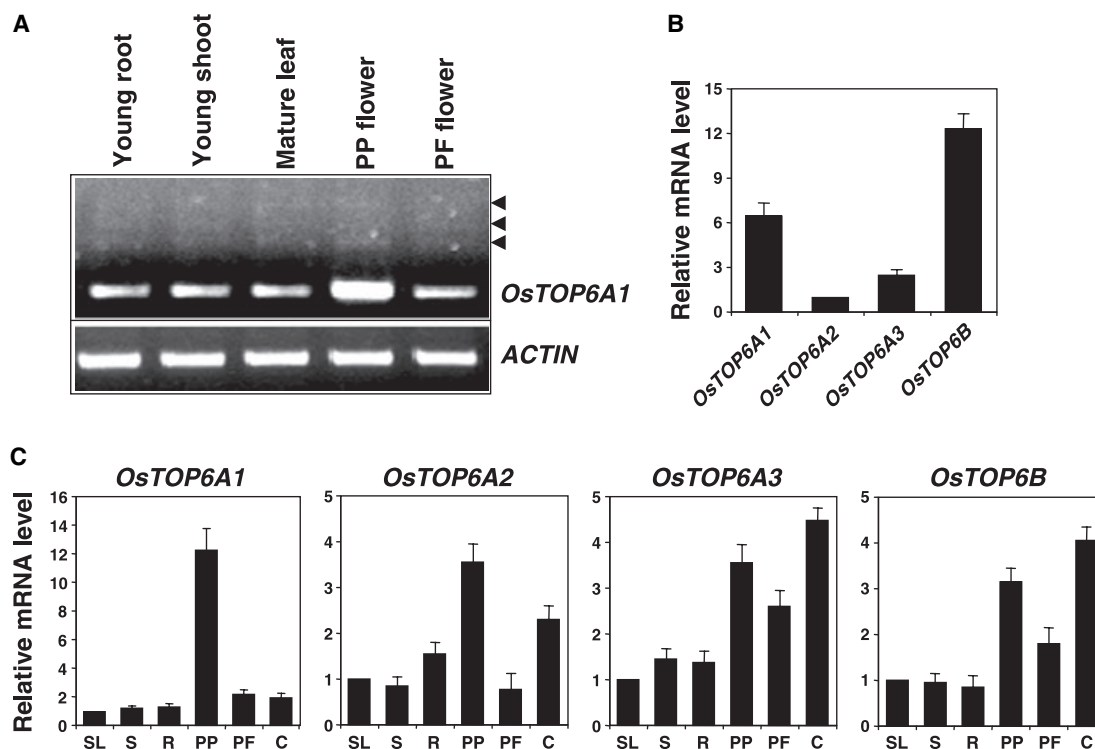 A
Young root
Young shoot
Mature leaf
PP flower
PF flower
OsTOP6A1
ACTIN
B
Relative mRNA level
15
12
9
6
3
0
OsTOP6A1
OsTOP6A2
OsTOP6A3
OsTOP6B
C
OsTOP6A1
Relative mRNA level
16
14
12
10
8
6
4
2
0
SL S R PP PF C
OsTOP6A2
5
4
3
2
1
0
SL S R PP PF C
OsTOP6A3
5
4
3
2
1
0
SL S R PP PF C
OsTOP6B
5
4
3
2
1
0
SL S R PP PF C